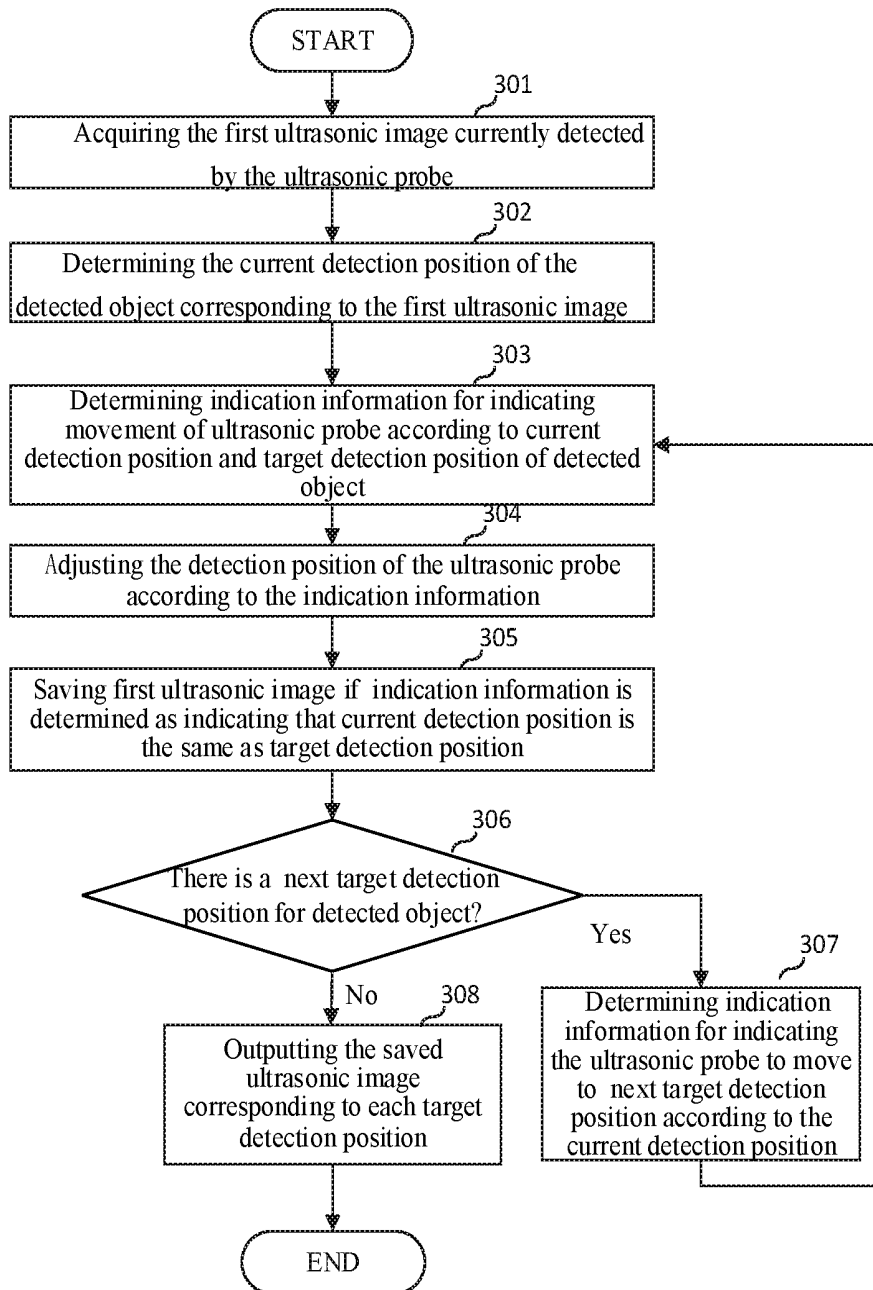 START
301
Acquiring the first ultrasonic image currently detected
by the ultrasonic probe
302
Determining the current detection position of the
detected object corresponding to the first ultrasonic image
303
Determining indication information for indicating
movement of ultrasonic probe according to current
detection position and target detection position of detected
object
304
Adjusting the detection position of the ultrasonic probe
according to the indication information
305
Saving first ultrasonic image if indication information is
determined as indicating that current detection position is
the same as target detection position
306
There is a next target detection
position for detected object?
Yes
307
Determining indication
information for indicating
the ultrasonic probe to move
to next target detection
position according to the
current detection position
No
308
Outputting the saved
ultrasonic image
corresponding to each target
detection position
END